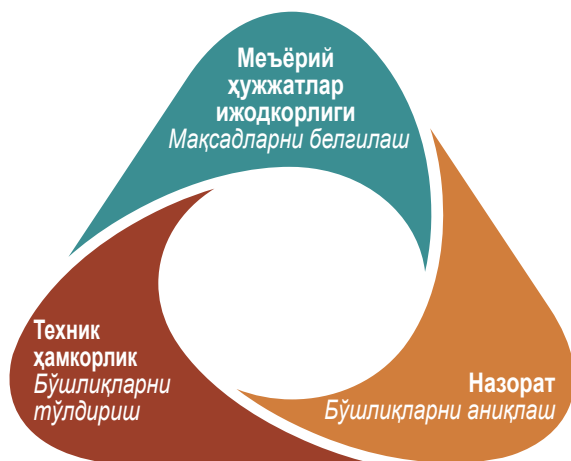 Меъёрий
ҳужжатлар
ижодкорлиги
Мақсадларни белгилаш
Техник
ҳамкорлик
Бўшлиқларни
тўлдириш
Назорат
Бўшлиқларни аниқлаш